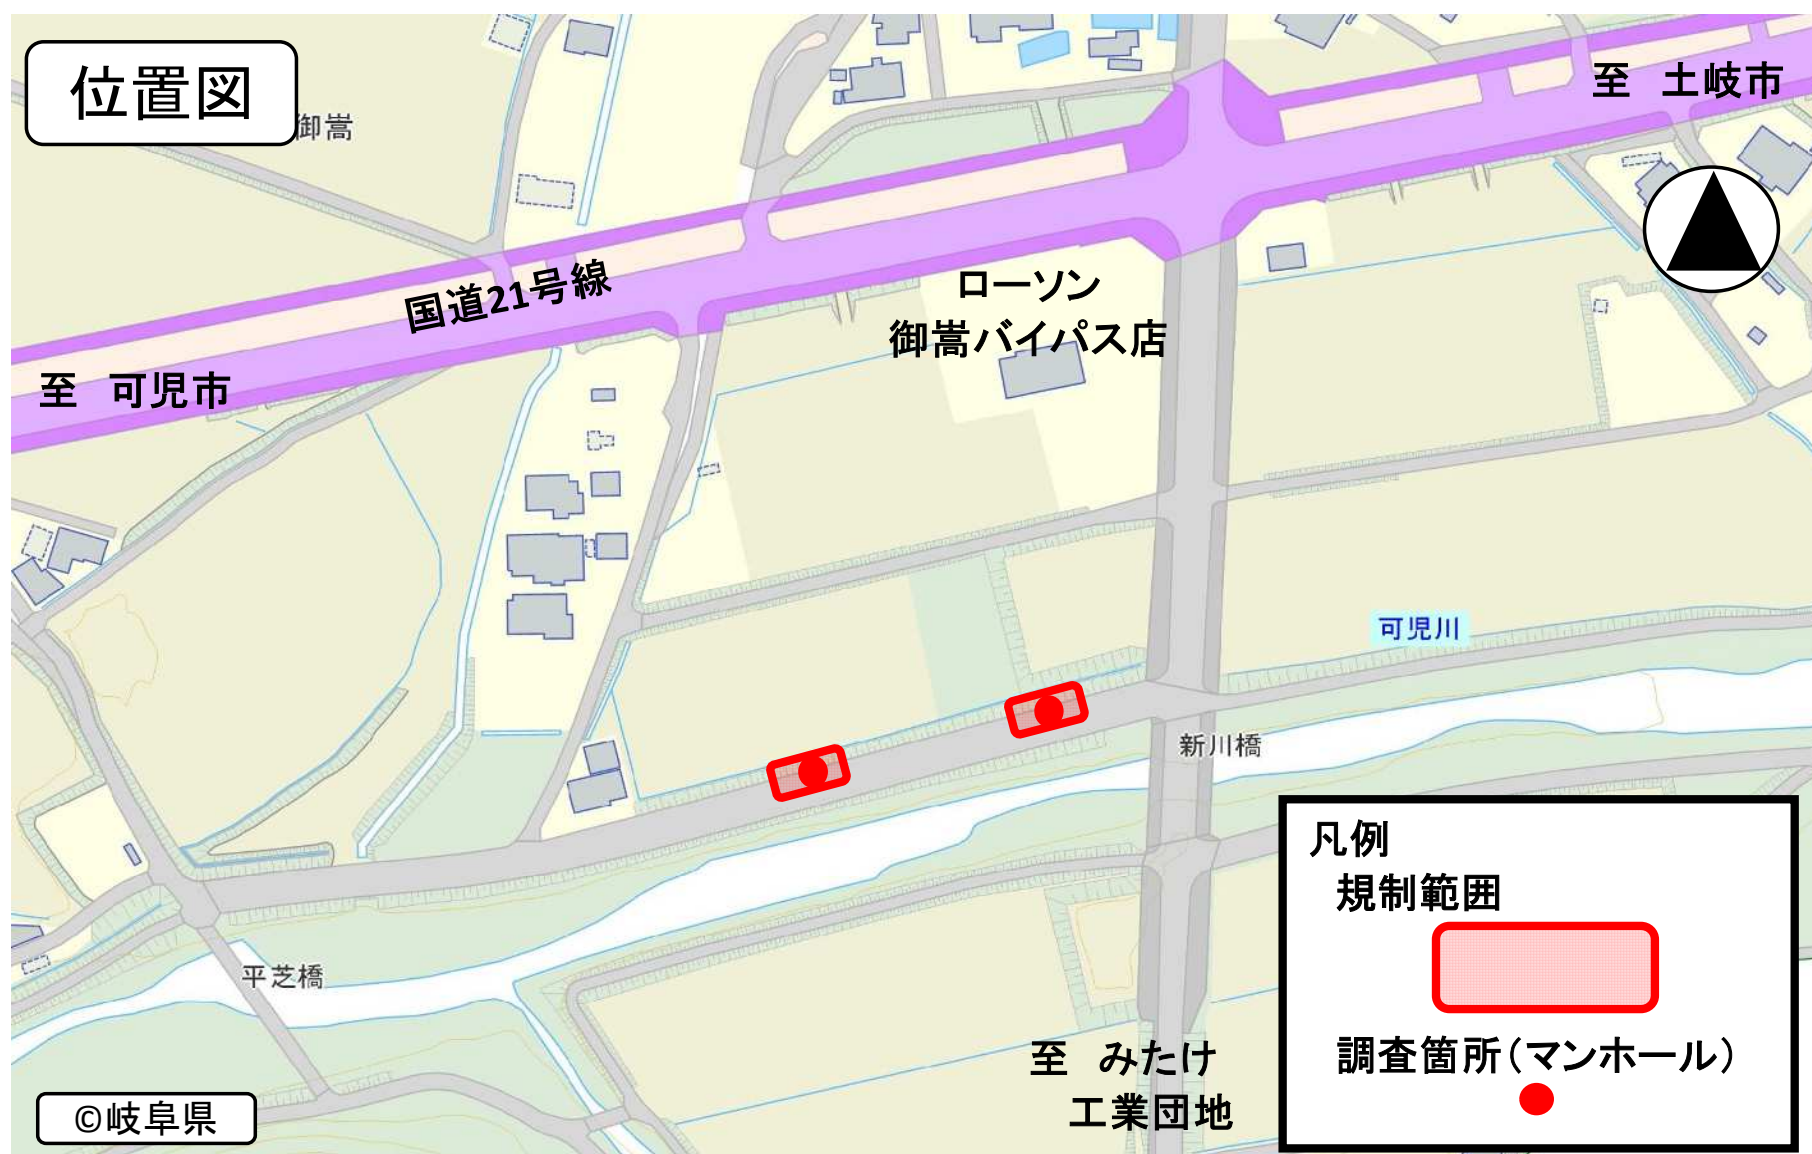 位置図
御嵩
至 土岐市
国道21号線
ローソン
御嵩バイパス店
至 可児市
可児川
新川橋
平芝橋
至 みたけ
工業団地
凡例
規制範囲
調査箇所(マンホール)
©岐阜県